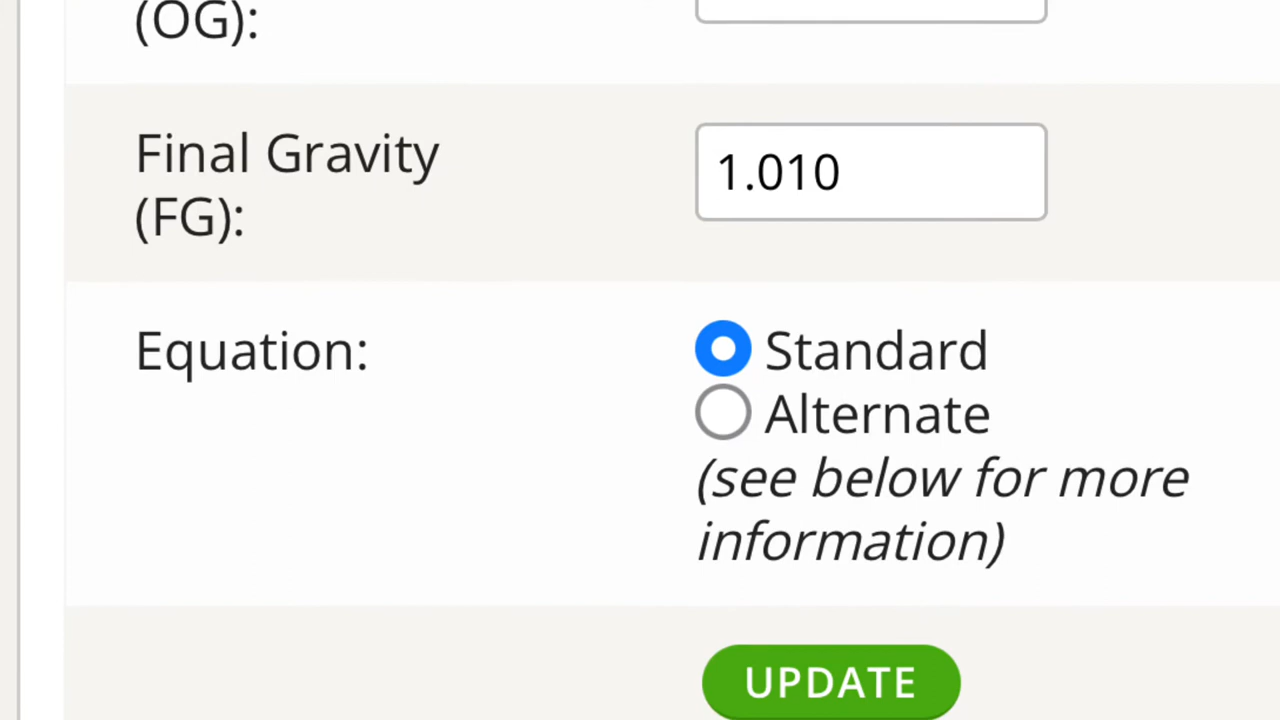 (OG):
Final Gravity
(FG):
1.010
Equation:
Standard
Alternate
(see below for more
information)
UPDATE